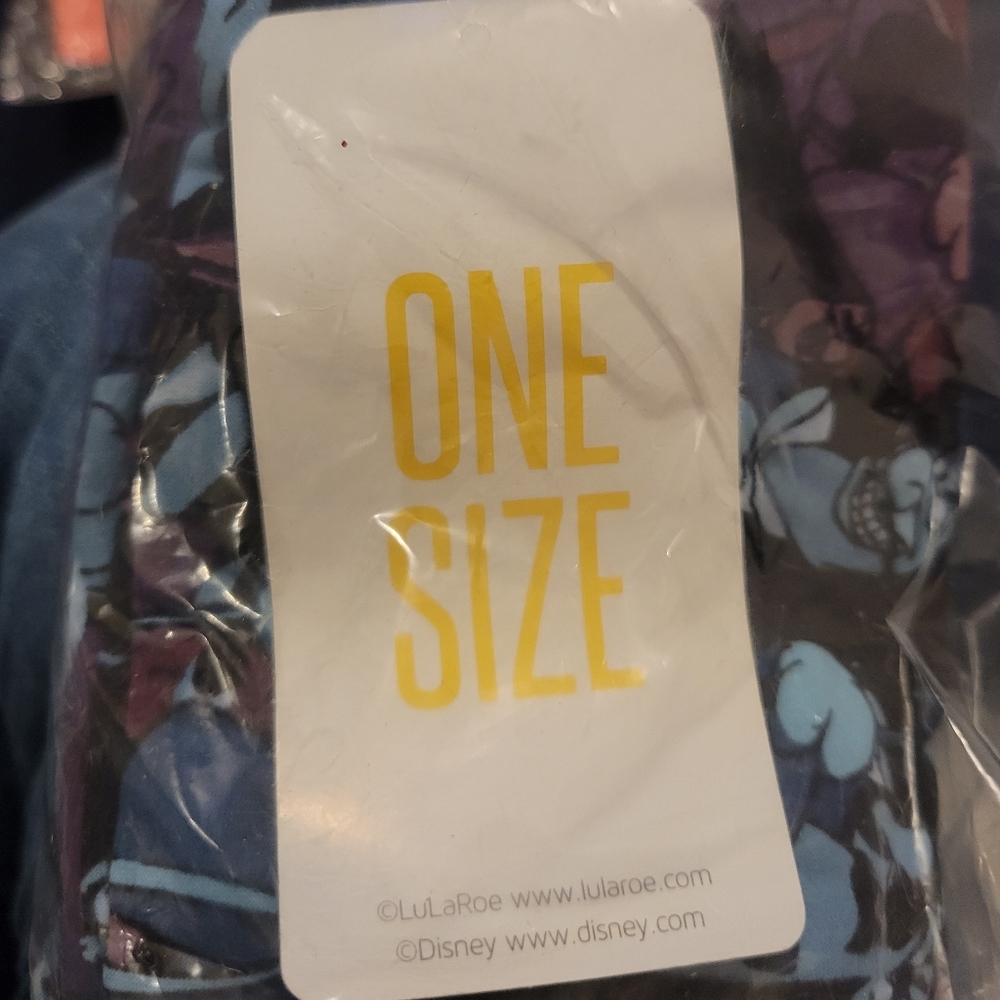 ONE
SIZE
©LuLaRoe www.lularoe.com
©Disney www.disney.com